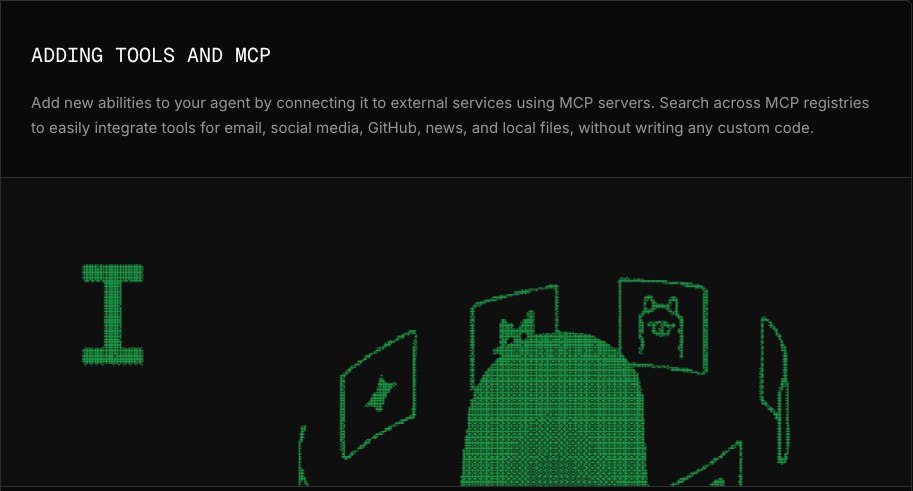 ADDING TOOLS AND MCP
Add new abilities to your agent by connecting it to external services using MCP servers. Search across MCP registries
to easily integrate tools for email, social media, GitHub, news, and local files, without writing any custom code.
I